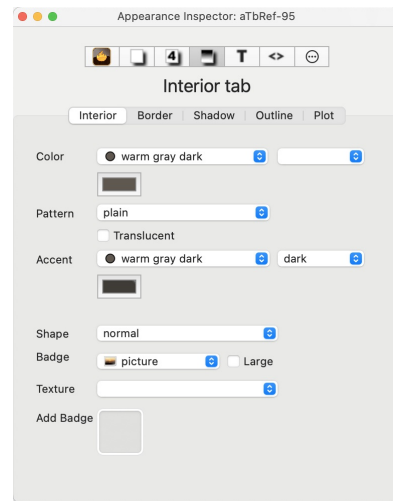 Appearance Inspector: aTbRef-95
4 T <>
Interior tab
Interior Border Shadow Outline Plot
Color warm gray dark
Pattern plain
Translucent
Accent warm gray dark dark
Shape normal
Badge picture Large
Texture
Add Badge